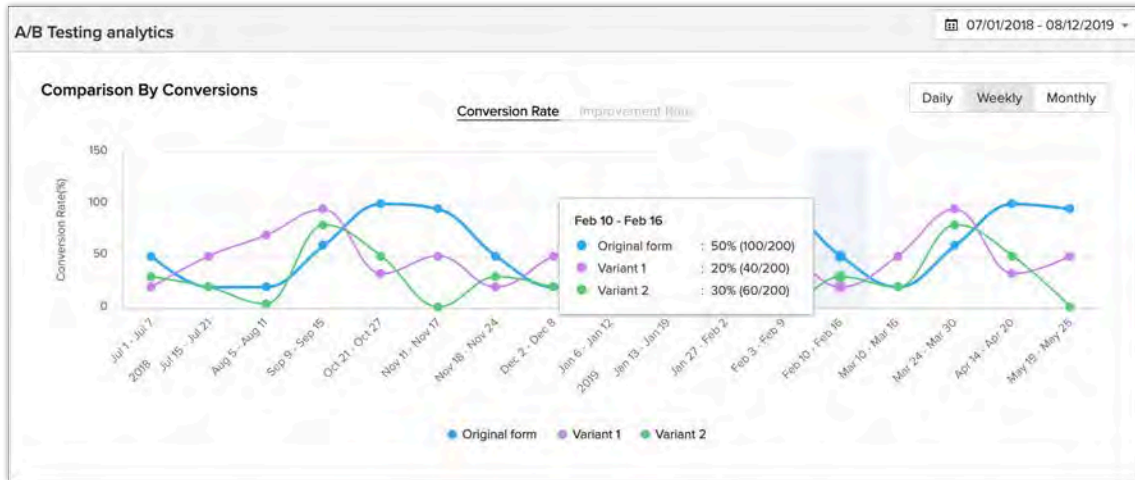 A/B Testing analytics
07/01/2018 - 08/12/2019
Comparison By Conversions
Daily Weekly Monthly
Conversion Rate Improvement Rate
Conversion Rate(%)
150
100
50
0
Feb 10 - Feb 16
Original form : 50% (100/200)
Variant 1 : 20% (40/200)
Variant 2 : 30% (60/200)
Jul 1 - Jul 7
2018 Jul 15 - Jul 21
Aug 5 - Aug 11
Sep 9 - Sep 15
Oct 21 - Oct 27
Nov 11 - Nov 17
Nov 18 - Nov 24
Dec 2 - Dec 8
Jan 6 - Jan 12
2019 Jan 13 - Jan 19
Jan 27 - Feb 2
Feb 3 - Feb 9
Feb 10 - Feb 16
Mar 10 - Mar 16
Mar 24 - Mar 30
Apr 14 - Apr 20
May 19 - May 25
Original form Variant 1 Variant 2